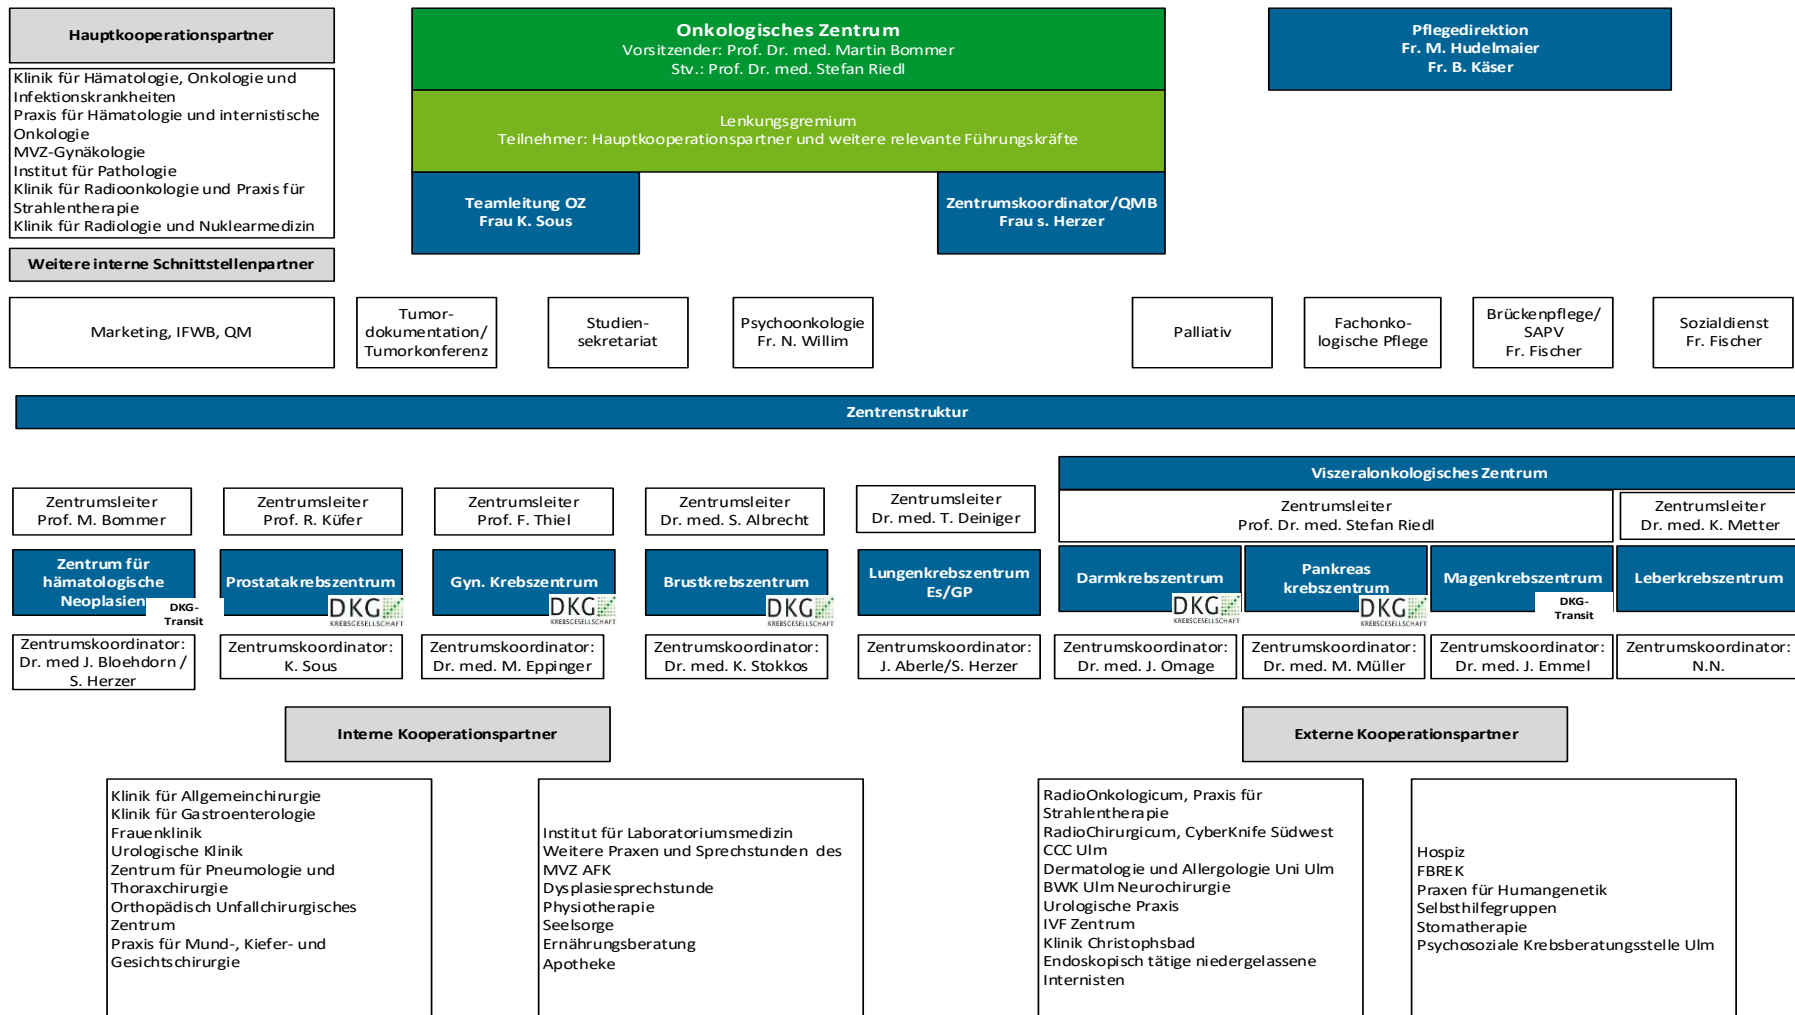 Hauptkooperationspartner
Klinik für Hämatologie, Onkologie und
Infektionskrankheiten
Praxis für Hämatologie und internistische
Onkologie
MVZ-Gynäkologie
Institut für Pathologie
Klinik für Radioonkologie und Praxis für
Strahlentherapie
Klinik für Radiologie und Nuklearmedizin
Weitere interne Schnittstellenpartner
Onkologisches Zentrum
Vorsitzender: Prof. Dr. med. Martin Bommer
Stv.: Prof. Dr. med. Stefan Riedl
Lenkungsgremium
Teilnehmer: Hauptkooperationspartner und weitere relevante Führungskräfte
Teamleitung OZ
Frau K. Sous
Zentrumskoordinator/QMB
Frau s. Herzer
Pflegedirektion
Fr. M. Hudelmaier
Fr. B. Käser
Marketing, IFWB, QM
Tumor-
dokumentation/
Tumorkonferenz
Studien-
sekretariat
Psychoonkologie
Fr. N. Willim
Palliativ
Fachonko-
logische Pflege
Brückenpflege/
SAPV
Fr. Fischer
Sozialdienst
Fr. Fischer
Zentrenstruktur
Viszeralonkologisches Zentrum
Zentrumsleiter
Prof. M. Bommer
Zentrumsleiter
Prof. R. Küfer
Zentrumsleiter
Prof. F. Thiel
Zentrumsleiter
Dr. med. S. Albrecht
Zentrumsleiter
Dr. med. T. Deiniger
Zentrumsleiter
Prof. Dr. med. Stefan Riedl
Zentrumsleiter
Dr. med. K. Metter
Zentrum für
hämatologische
Neoplasien
DKG-
Transit
Prostatakrebszentrum
DKG
KREBSGESELLSCHAFT
Gyn. Krebszentrum
DKG
KREBSGESELLSCHAFT
Brustkrebszentrum
DKG
KREBSGESELLSCHAFT
Lungenkrebszentrum
Es/GP
Darmkrebszentrum
DKG
KREBSGESELLSCHAFT
Pankreas
krebszentrum
DKG
KREBSGESELLSCHAFT
Magenkrebszentrum
DKG-
Transit
Leberkrebszentrum
Zentrumskoordinator:
Dr. med J. Bloehdorn /
S. Herzer
Zentrumskoordinator:
K. Sous
Zentrumskoordinator:
Dr. med. M. Eppinger
Zentrumskoordinator:
Dr. med. K. Stokkos
Zentrumskoordinator:
J. Aberle/S. Herzer
Zentrumskoordinator:
Dr. med. J. Omage
Zentrumskoordinator:
Dr. med. M. Müller
Zentrumskoordinator:
Dr. med. J. Emmel
Zentrumskoordinator:
N.N.
Interne Kooperationspartner
Klinik für Allgemeinchirurgie
Klinik für Gastroenterologie
Frauenklinik
Urologische Klinik
Zentrum für Pneumologie und
Thoraxchirurgie
Orthopädisch Unfallchirurgisches
Zentrum
Praxis für Mund-, Kiefer- und
Gesichtschirurgie
Institut für Laboratoriumsmedizin
Weitere Praxen und Sprechstunden des
MVZ AFK
Dysplasiesprechstunde
Physiotherapie
Seelsorge
Ernährungsberatung
Apotheke
Externe Kooperationspartner
RadioOnkologicum, Praxis für
Strahlentherapie
RadioChirurgicum, CyberKnife Südwest
CCC Ulm
Dermatologie und Allergologie Uni Ulm
BWK Ulm Neurochirurgie
Urologische Praxis
IVF Zentrum
Klinik Christophsbad
Endoskopisch tätige niedergelassene
Internisten
Hospiz
FBREK
Praxen für Humangenetik
Selbsthilfegruppen
Stomatherapie
Psychosoziale Krebsberatungsstelle Ulm